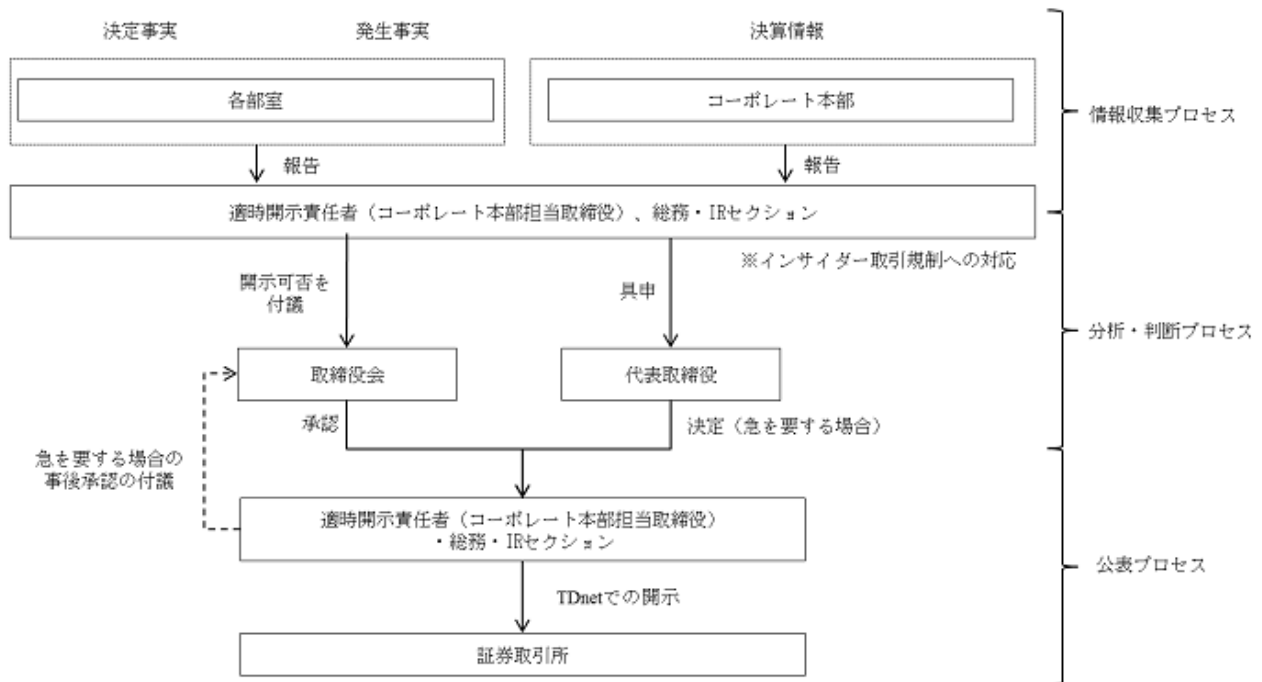 決定事実
発生事実
決算情報
各部室
コーポレート本部
情報収集プロセス
報告
報告
適時開示責任者（コーポレート本部担当取締役）、総務・IRセクション
※インサイダー取引規制への対応
開示可否を
付議
具申
分析・判断プロセス
取締役会
代表取締役
承認
決定（急を要する場合）
急を要する場合の
事後承認の付議
適時開示責任者（コーポレート本部担当取締役）
・総務・IRセクション
公表プロセス
TDnetでの開示
証券取引所